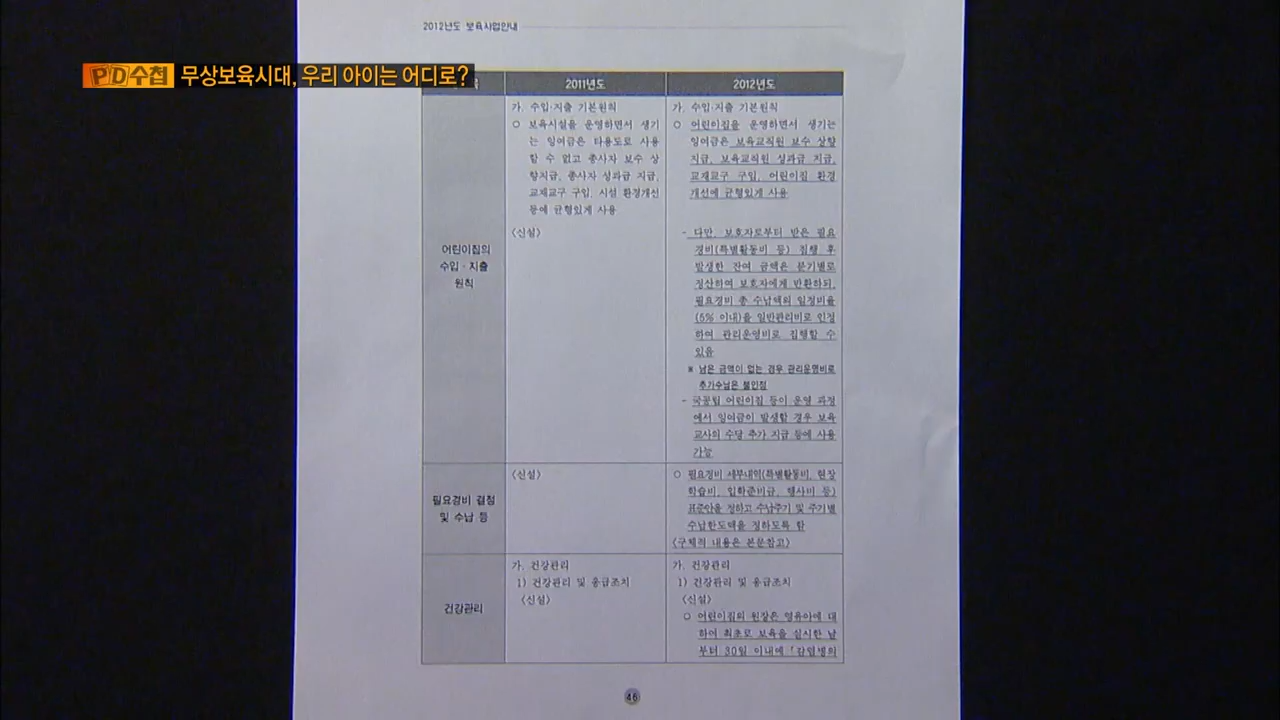 2012년도 보육사업안내
PD수첩 무상보육시대, 우리 아이는 어디로?
2011년도
2012년도
어린이집의
수입·지출
원칙
가. 수입·지출 기본원칙
○ 보육시설을 운영하면서 생기
는 잉여금은 타용도로 사용
할 수 없고 종사자 보수 상
향지급, 종사자 성과급 지급,
교재교구 구입, 시설 환경개선
등에 균형있게 사용
<신설>
가. 수입·지출 기본원칙
○ 어린이집을 운영하면서 생기는
잉여금은 보육교직원 보수 상향
지급, 보육교직원 성과급 지급,
교재교구 구입, 어린이집 환경
개선에 균형있게 사용
- 다만, 보호자로부터 받은 필요
경비(특별활동비 등) 집행 후
발생한 잔여 금액은 분기별로
정산하여 보호자에게 반환하되,
필요경비 총 수납액의 일정비율
(5% 이내)을 일반관리비로 인정
하여 관리운영비로 집행할 수
있음
※ 남은 금액이 없는 경우 관리운영비로
추가수납은 불인정
- 국공립 어린이집 등이 운영 과정
에서 잉여금이 발생할 경우 보육
교사의 수당 추가 지급 등에 사용
가능
필요경비 결정
및 수납 등
<신설>
○ 필요경비 세부내역(특별활동비, 현장
학습비, 입학준비금, 행사비 등)
표준안을 정하고 수납주기 및 주기별
수납한도액을 정하도록 함
<구체적 내용은 본문참고>
건강관리
가. 건강관리
1) 건강관리 및 응급조치
<신설>
가. 건강관리
1) 건강관리 및 응급조치
<신설>
○ 어린이집의 원장은 영유아에 대
하여 최초로 보육을 실시한 날
부터 30일 이내에 「감염병의
46